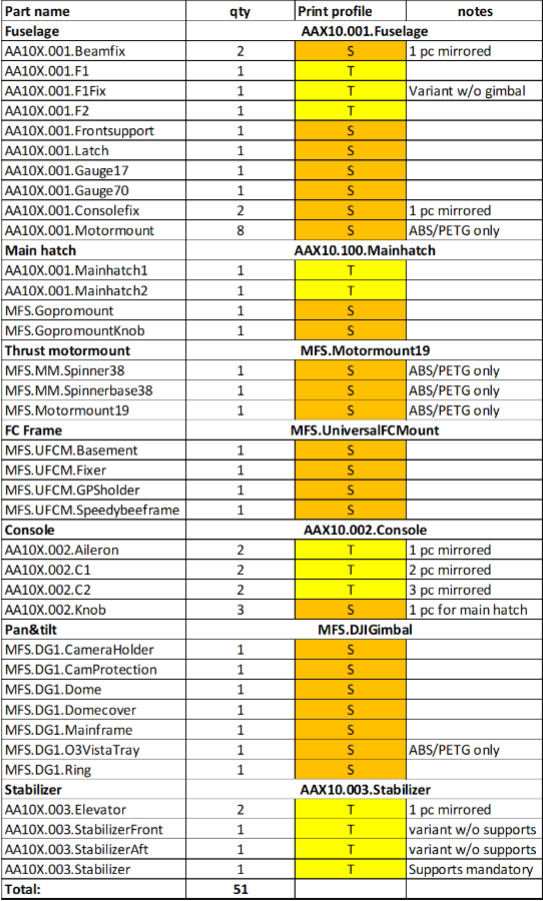 Part name qty Print profile notes
Fuselage AAX10.001.Fuselage
AA10X.001.Beamfix 2 S 1 pc mirrored
AA10X.001.F1 1 T
AA10X.001.F1Fix 1 T Variant w/o gimbal
AA10X.001.F2 1 T
AA10X.001.Frontsupport 1 S
AA10X.001.Latch 1 S
AA10X.001.Gauge17 1 S
AA10X.001.Gauge70 1 S
AA10X.001.Consolefix 2 S 1 pc mirrored
AA10X.001.Motormount 8 S ABS/PETG only
Main hatch AAX10.100.Mainhatch
AA10X.001.Mainhatch1 1 T
AA10X.001.Mainhatch2 1 T
MFS.Gopromount 1 S
MFS.GopromountKnob 1 S
Thrust motormount MFS.Motormount19
MFS.MM.Spinner38 1 S ABS/PETG only
MFS.MM.Spinnerbase38 1 S ABS/PETG only
MFS.Motormount19 1 S ABS/PETG only
FC Frame MFS.UniversalFCMount
MFS.UFCM.Basement 1 S
MFS.UFCM.Fixer 1 S
MFS.UFCM.GPSholder 1 S
MFS.UFCM.Speedybeeframe 1 S
Console AAX10.002.Console
AA10X.002.Aileron 2 T 1 pc mirrored
AA10X.002.C1 2 T 2 pc mirrored
AA10X.002.C2 2 T 3 pc mirrored
AA10X.002.Knob 3 S 1 pc for main hatch
Pan&tilt MFS.DJIGimbal
MFS.DG1.CameraHolder 1 S
MFS.DG1.CamProtection 1 S
MFS.DG1.Dome 1 S
MFS.DG1.Domecover 1 S
MFS.DG1.Mainframe 1 S
MFS.DG1.O3VistaTray 1 S ABS/PETG only
MFS.DG1.Ring 1 S
Stabilizer AAX10.003.Stabilizer
AA10X.003.Elevator 2 T 1 pc mirrored
AA10X.003.StabilizerFront 1 T variant w/o supports
AA10X.003.StabilizerAft 1 T variant w/o supports
AA10X.003.Stabilizer 1 T Supports mandatory
Total: 51